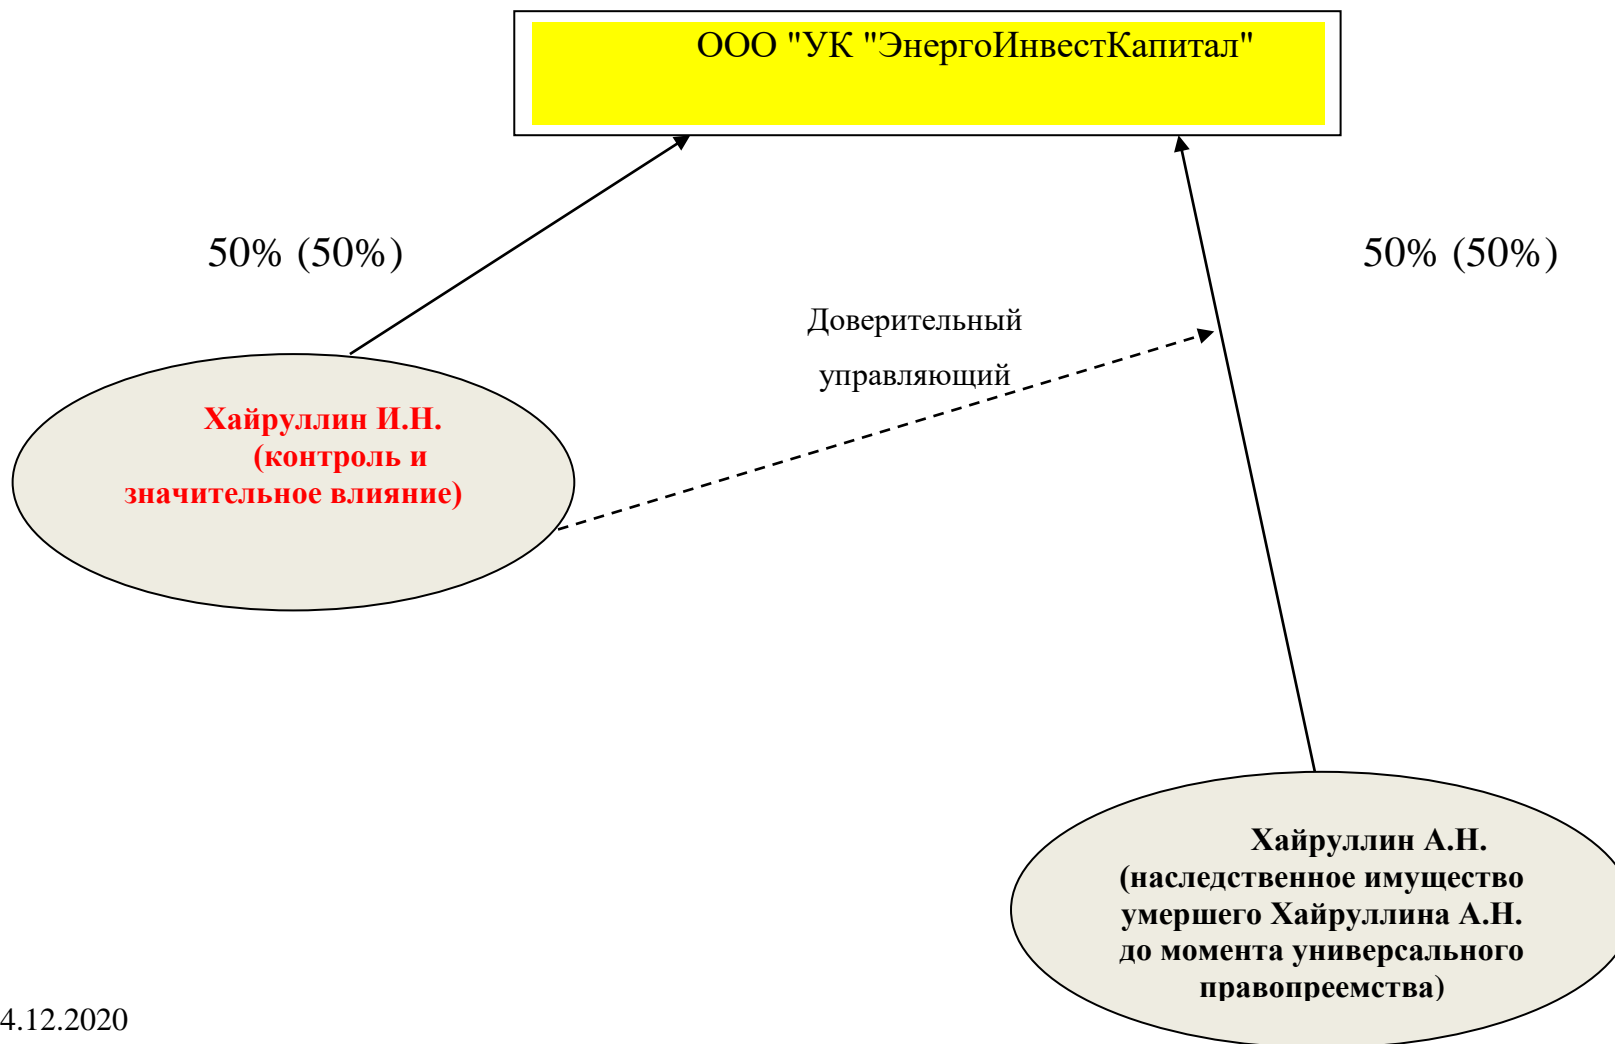 ООО "УК "ЭнергоИнвестКапитал"
50% (50%)
50% (50%)
Доверительный
управляющий
Хайруллин И.Н.
(контроль и
значительное влияние)
Хайруллин А.Н.
(наследственное имущество
умершего Хайруллина А.Н.
до момента универсального
правопреемства)
4.12.2020